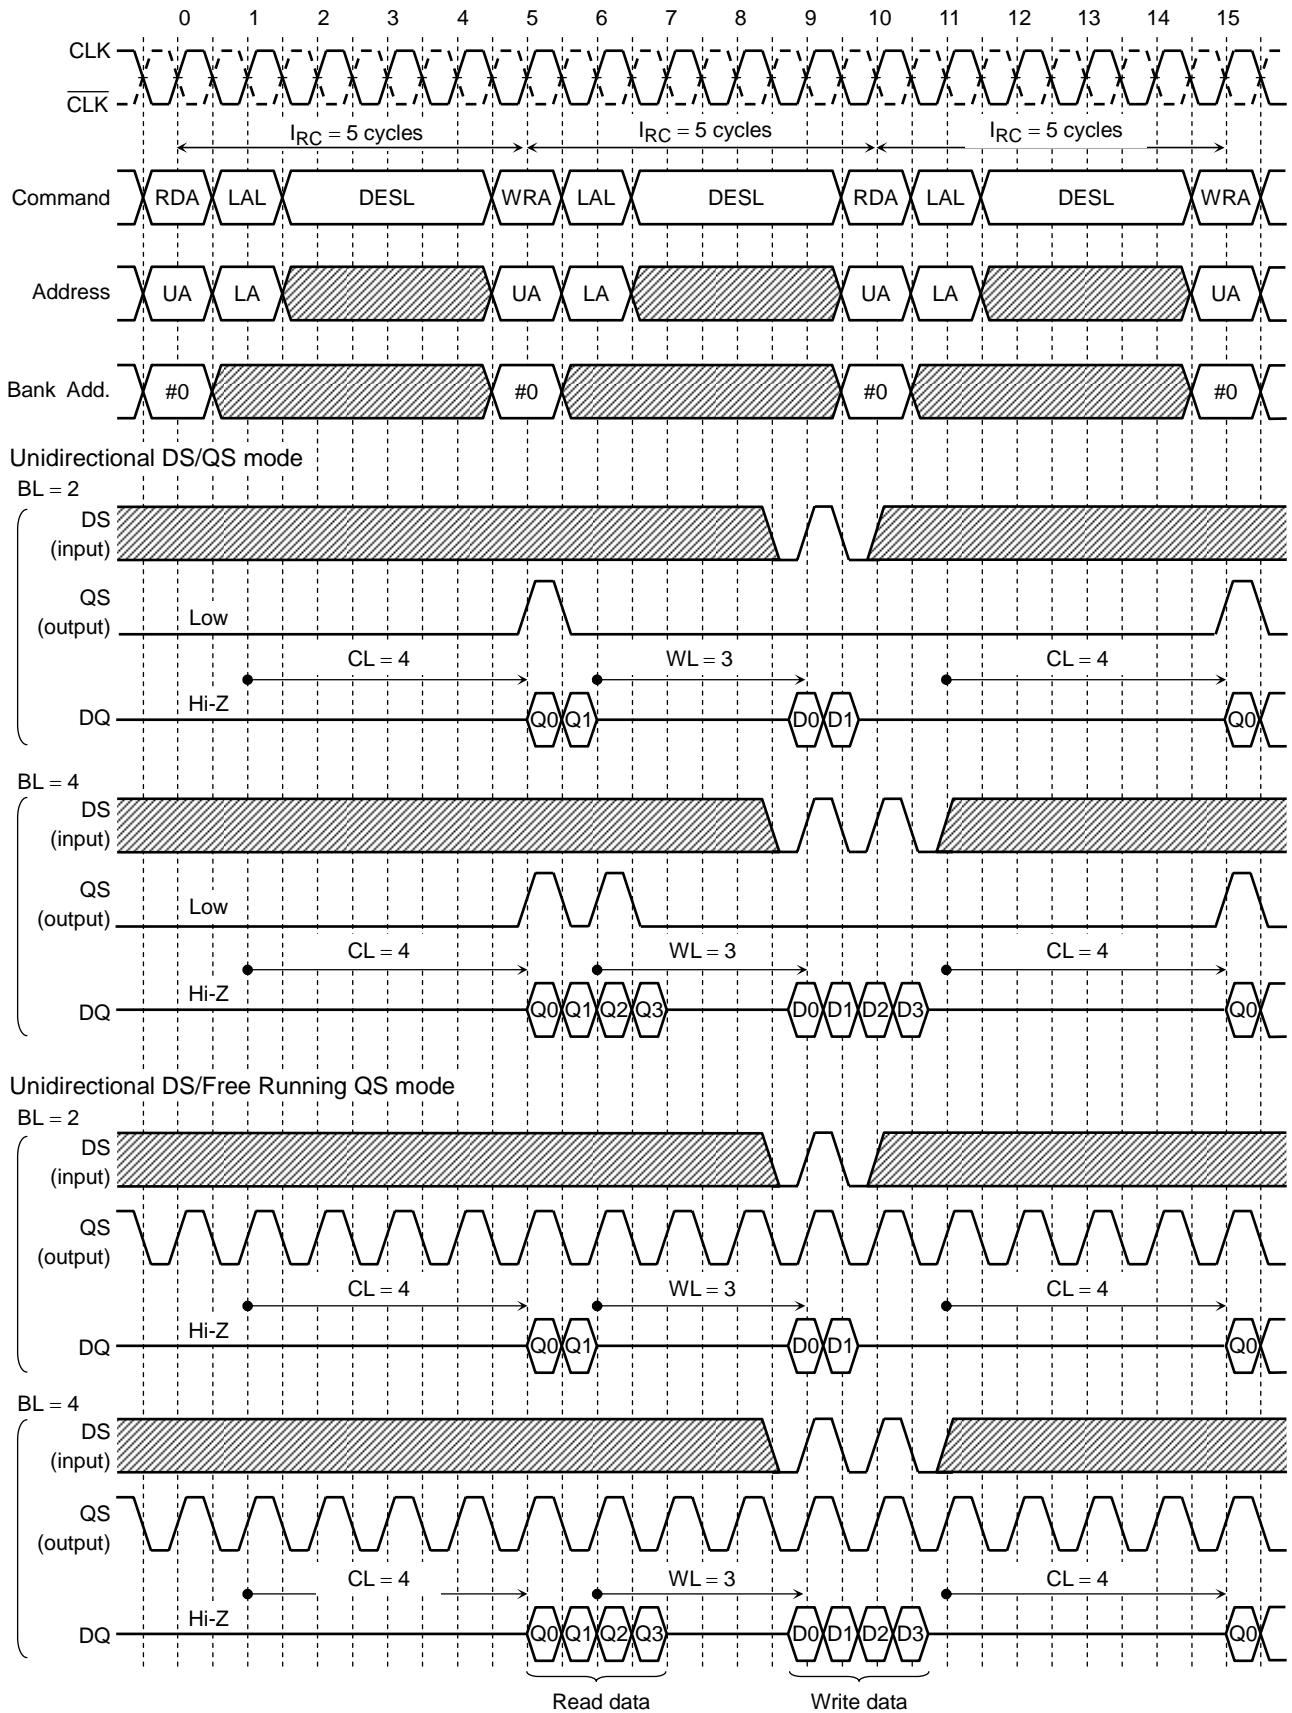 0 1 2 3 4 5 6 7 8 9 10 11 12 13 14 15
CLK
CLK
IRC = 5 cycles IRC = 5 cycles IRC = 5 cycles
Command RDA LAL DESL WRA LAL DESL RDA LAL DESL WRA
Address UA LA UA LA UA LA UA
Bank Add. #0 #0 #0 #0
Unidirectional DS/QS mode
BL = 2
DS
(input)
QS
(output) Low
CL = 4 WL = 3 CL = 4
Hi-Z
DQ Q0 Q1 D0 D1 Q0
BL = 4
DS
(input)
QS
(output) Low
CL = 4 WL = 3 CL = 4
Hi-Z
DQ Q0 Q1 Q2 Q3 D0 D1 D2 D3 Q0
Unidirectional DS/Free Running QS mode
BL = 2
DS
(input)
QS
(output)
CL = 4 WL = 3 CL = 4
Hi-Z
DQ Q0 Q1 D0 D1 Q0
BL = 4
DS
(input)
QS
(output)
CL = 4 WL = 3 CL = 4
Hi-Z
DQ Q0 Q1 Q2 Q3 D0 D1 D2 D3 Q0
Read data Write data